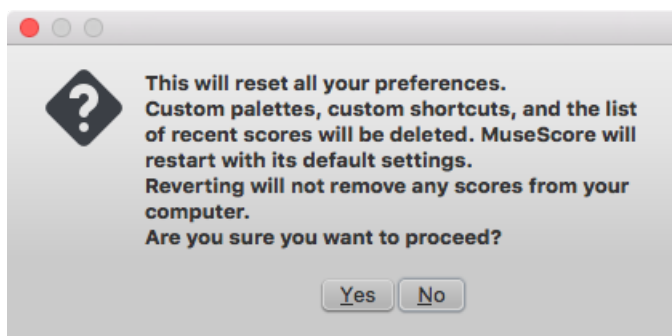 This will reset all your preferences.
Custom palettes, custom shortcuts, and the list
of recent scores will be deleted. MuseScore will
restart with its default settings.
Reverting will not remove any scores from your
computer.
Are you sure you want to proceed?
Yes No